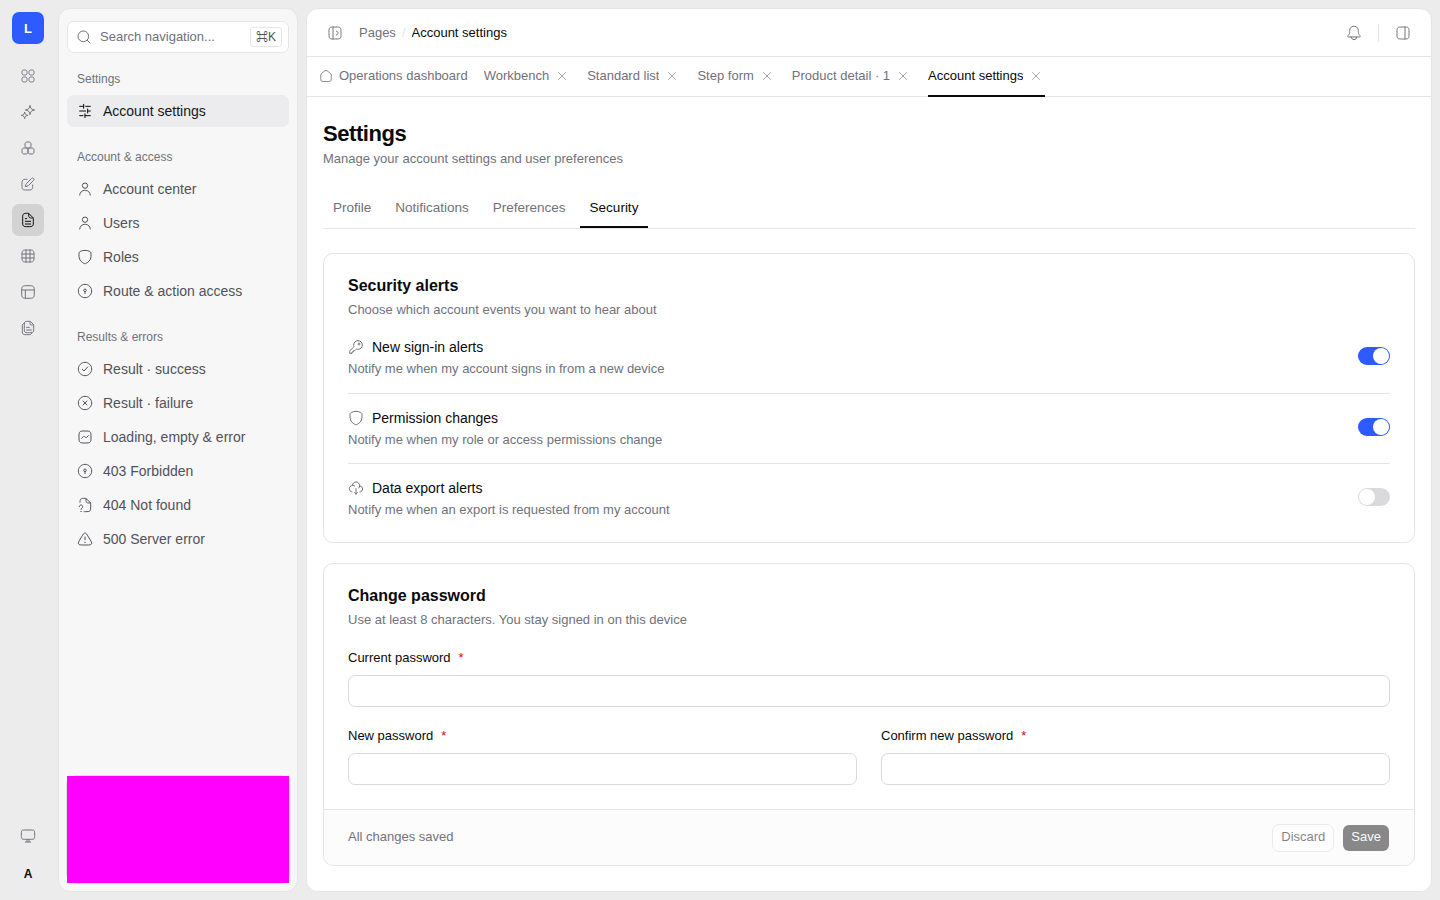 L
Search navigation...
⌘K
Settings
Account settings
Account & access
Account center
Users
Roles
Route & action access
Results & errors
Result · success
Result · failure
Loading, empty & error
403 Forbidden
404 Not found
500 Server error
A
Pages / Account settings
Operations dashboard
Workbench
Standard list
Step form
Product detail · 1
Account settings
Settings
Manage your account settings and user preferences
Profile
Notifications
Preferences
Security
Security alerts
Choose which account events you want to hear about
New sign-in alerts
Notify me when my account signs in from a new device
Permission changes
Notify me when my role or access permissions change
Data export alerts
Notify me when an export is requested from my account
Change password
Use at least 8 characters. You stay signed in on this device
Current password *
New password *
Confirm new password *
All changes saved
Discard
Save